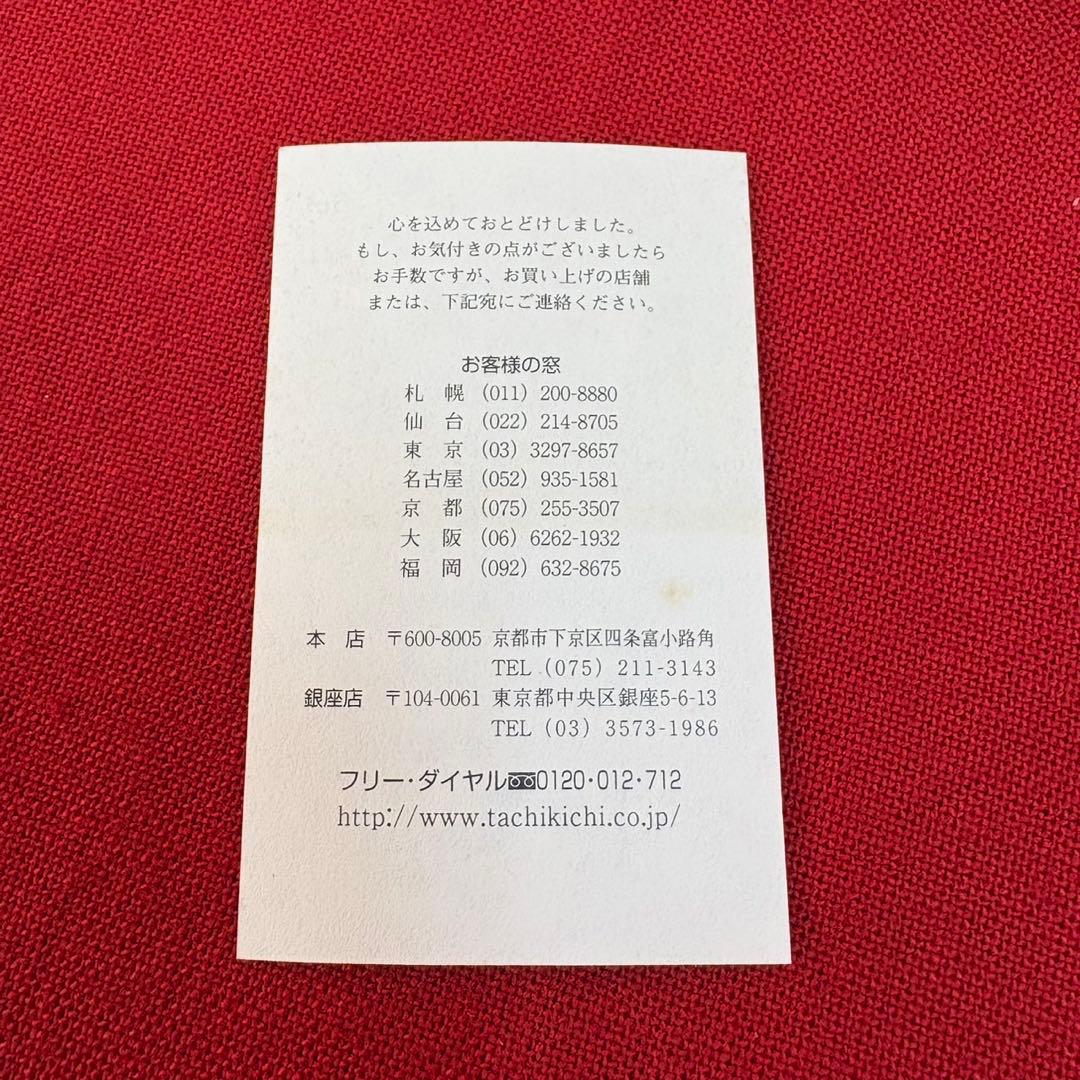 心を込めておとどけしました。
もし、お気付きの点がございましたら
お手数ですが、お買い上げの店舗
または、下記宛にご連絡ください。
お客様の窓
札 幌 (011) 200-8880
仙 台 (022) 214-8705
東 京 (03) 3297-8657
名古屋 (052) 935-1581
京 都 (075) 255-3507
大 阪 (06) 6262-1932
福 岡 (092) 632-8675
本 店 〒600-8005 京都市下京区四条富小路角
TEL (075) 211-3143
銀座店 〒104-0061 東京都中央区銀座5-6-13
TEL (03) 3573-1986
フリー・ダイヤル0120・012・712
http://www.tachikichi.co.jp/